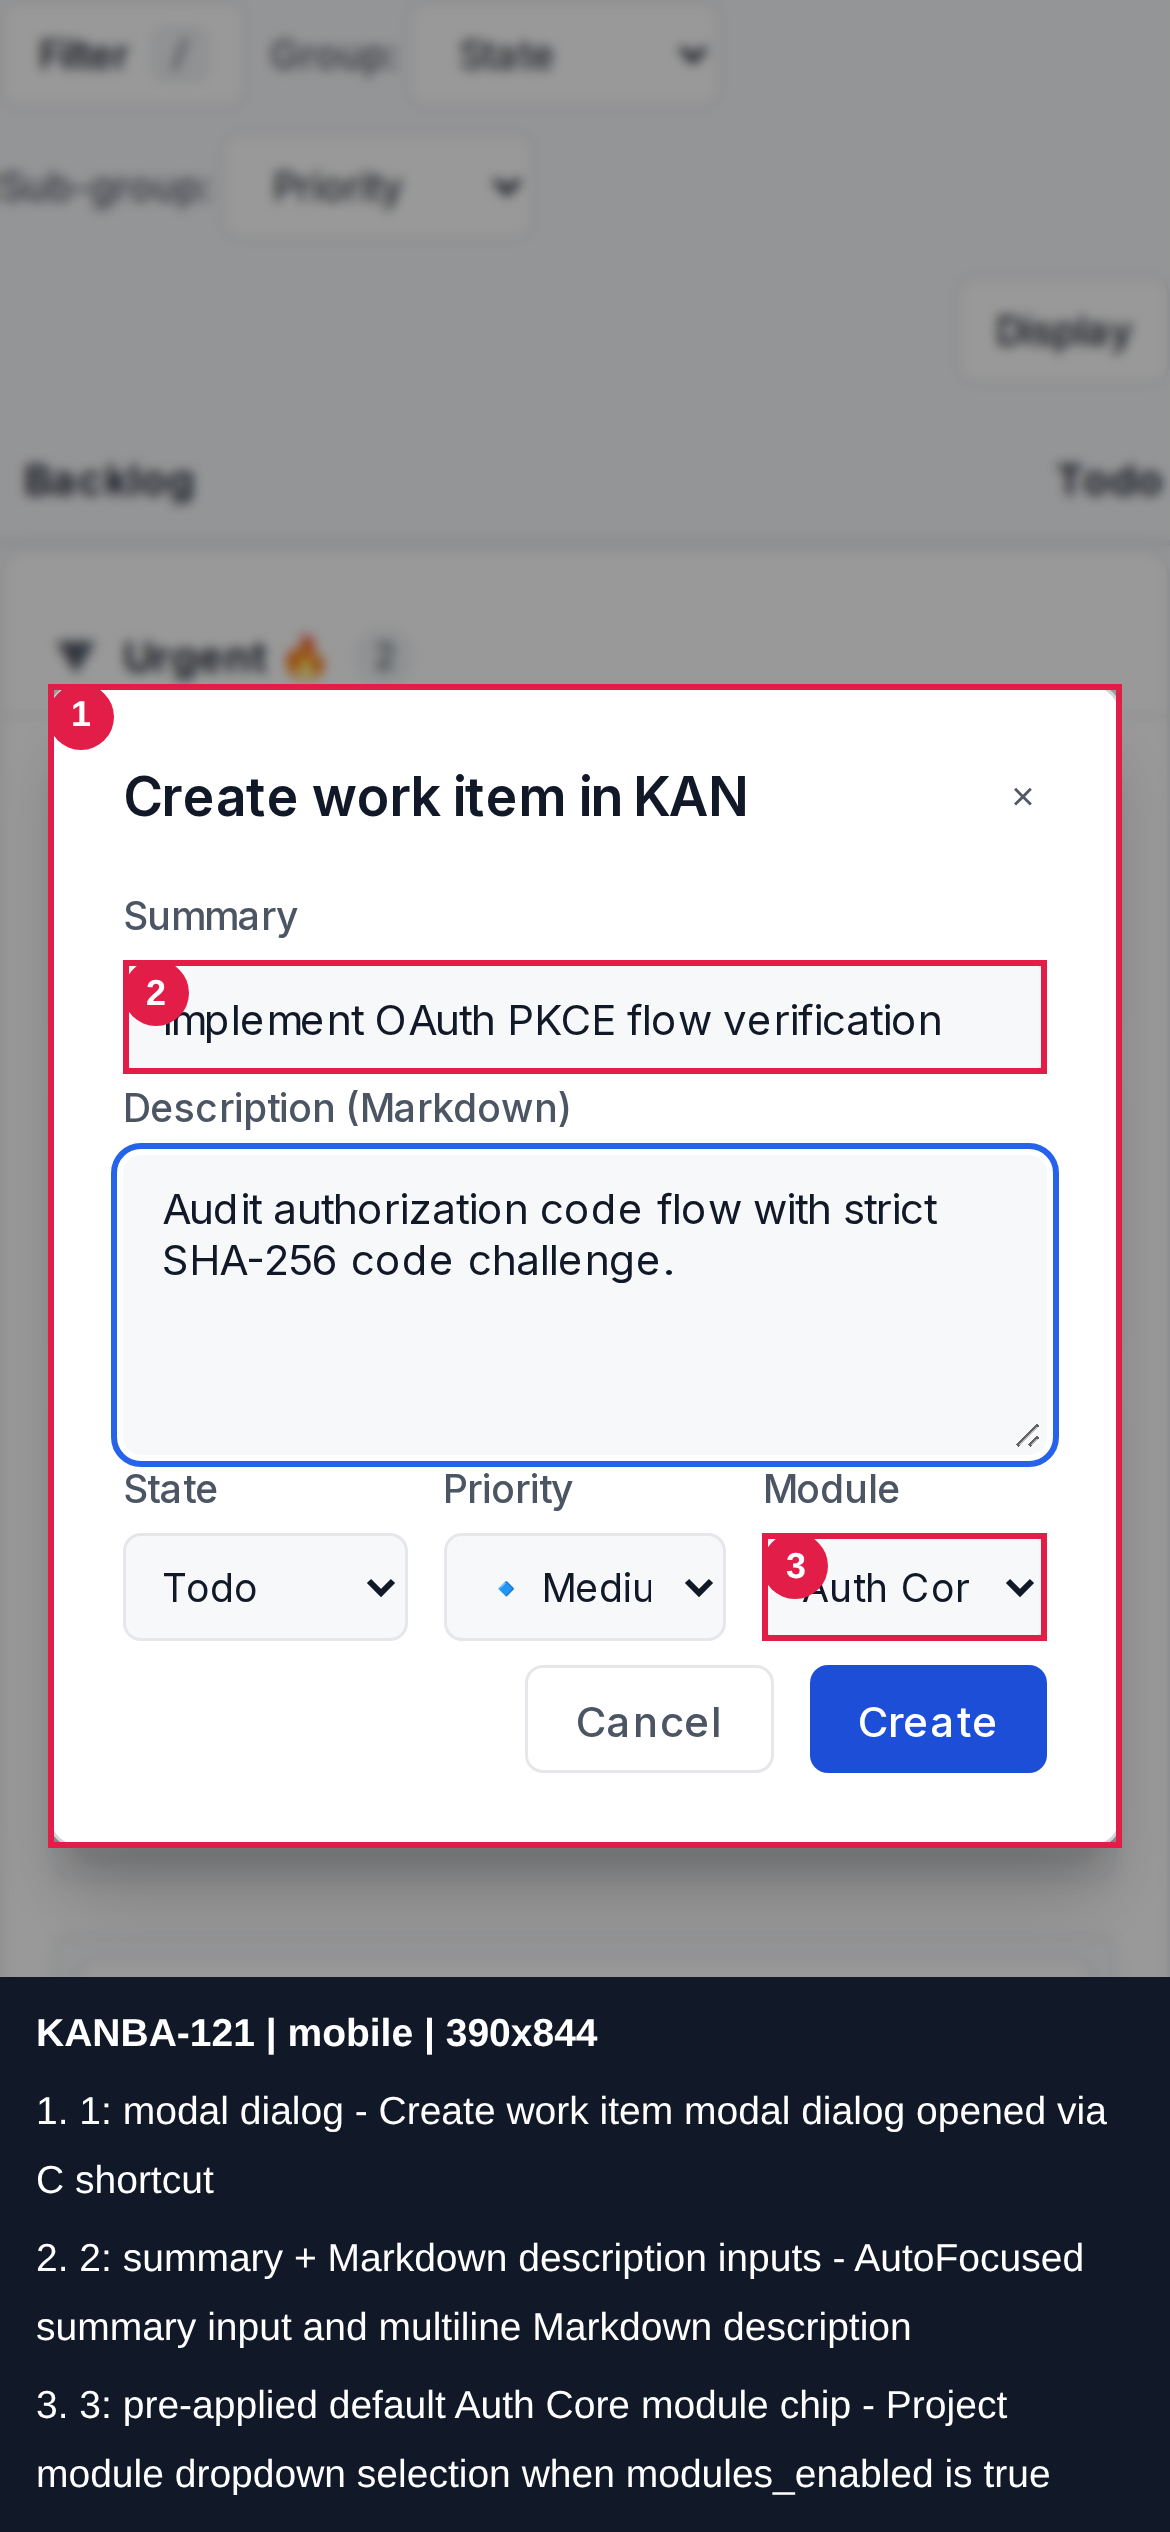 Filter /
Group: State
Sub-group: Priority
Display
Backlog Todo
Urgent 🔥 2
1
Create work item in KAN ×
Summary
2
Implement OAuth PKCE flow verification
Description (Markdown)
Audit authorization code flow with strict
SHA-256 code challenge.
State Priority Module
3
Todo 🔹 Mediu Auth Cor
Cancel Create
KANBA-121 | mobile | 390x844
1. 1: modal dialog - Create work item modal dialog opened via
C shortcut
2. 2: summary + Markdown description inputs - AutoFocused
summary input and multiline Markdown description
3. 3: pre-applied default Auth Core module chip - Project
module dropdown selection when modules_enabled is true